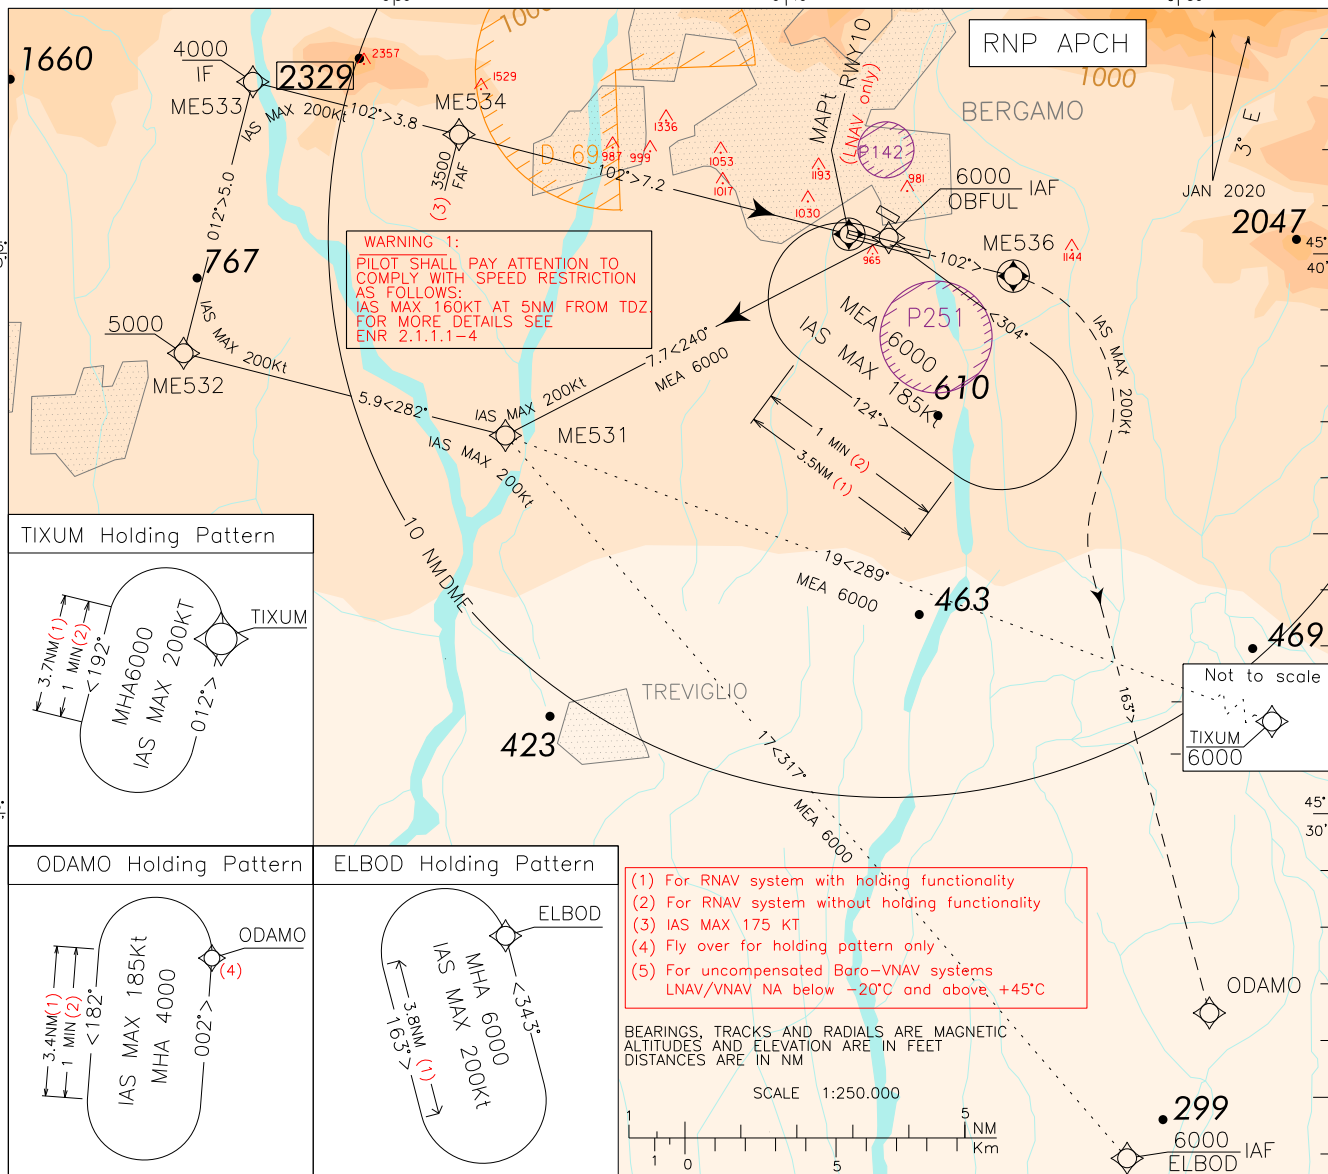 RNP APCH
1660
4000
IF
2329
2357
1529
ME533
ME534
IAS MAX 200Kt
102°>3.8
(3) 3500
FAF
012°>5.0
767
IAS MAX 200Kt
5000
ME532
5.9<282°
IAS MAX 200Kt
IAS MAX 200Kt
ME531
7.7<240°
MEA 6000
WARNING 1:
PILOT SHALL PAY ATTENTION TO
COMPLY WITH SPEED RESTRICTION
AS FOLLOWS:
IAS MAX 160KT AT 5NM FROM TDZ.
FOR MORE DETAILS SEE
ENR 2.1.1.1-4
1000
D 69
987
999
1336
1053
1017
1193
1030
981
965
1144
102°>7.2
MAPt RWY10
(LNAV only)
P142
BERGAMO
1000
3° E
JAN 2020
2047
45°
40'
6000
OBFUL
IAF
ME536
102°>
P251
<304°
MEA 6000
IAS MAX 185Kt
610
124°>
1 MIN (2)
3.5NM (1)
IAS MAX 200Kt
10 NMDME
19<289°
MEA 6000
463
469
Not to scale
TIXUM
6000
TREVIGLIO
423
17<317°
MEA 6000
163°>
45°
30'
ODAMO
299
6000
ELBOD
IAF
TIXUM Holding Pattern
TIXUM
3.7NM(1)
1 MIN(2)
<192°
MHA6000
IAS MAX 200KT
012°>
ODAMO Holding Pattern
ODAMO
(4)
3.4NM(1)
1 MIN(2)
<182°
IAS MAX 185Kt
MHA 4000
002°>
ELBOD Holding Pattern
ELBOD
3.8NM (1)
163°>
MHA 6000
IAS MAX 200Kt
<343°
(1) For RNAV system with holding functionality
(2) For RNAV system without holding functionality
(3) IAS MAX 175 KT
(4) Fly over for holding pattern only
(5) For uncompensated Baro-VNAV systems
LNAV/VNAV NA below -20°C and above +45°C
BEARINGS, TRACKS AND RADIALS ARE MAGNETIC
ALTITUDES AND ELEVATION ARE IN FEET
DISTANCES ARE IN NM
SCALE 1:250.000
1 5 NM
Km
1 0 5